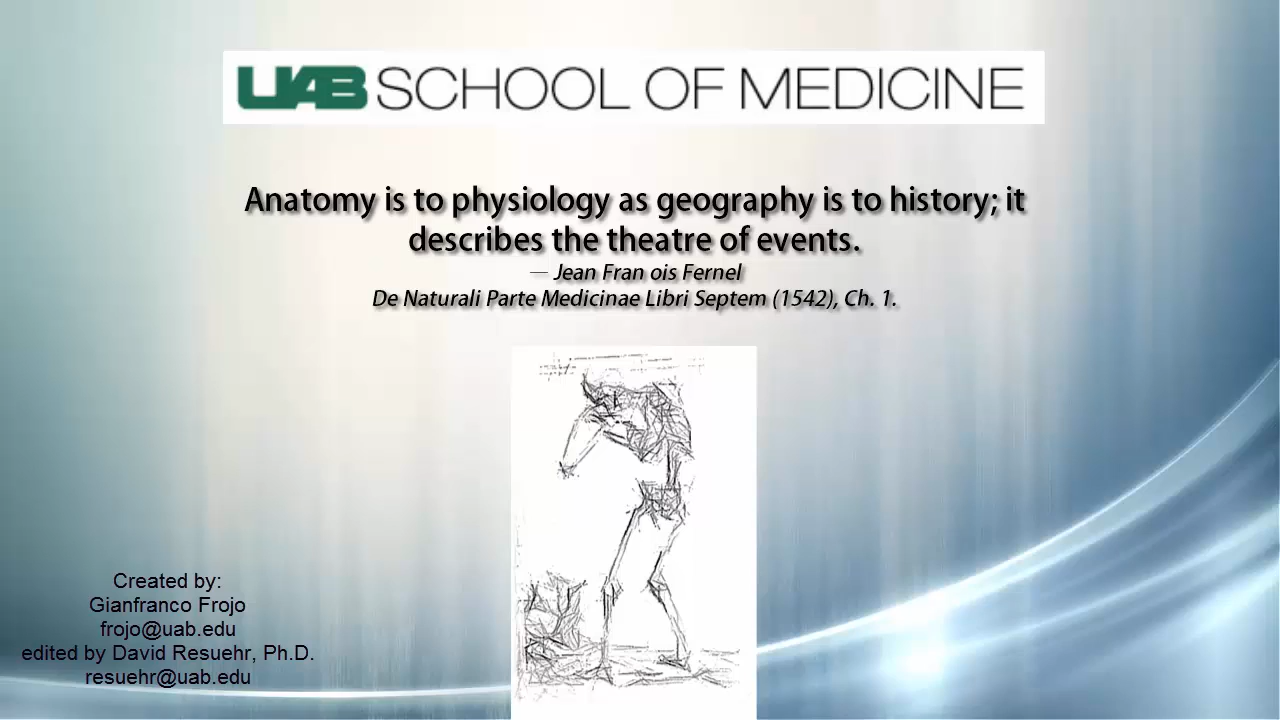 UAB SCHOOL OF MEDICINE
Anatomy is to physiology as geography is to history; it
describes the theatre of events.
— Jean Fran ois Fernel
De Naturali Parte Medicinae Libri Septem (1542), Ch. 1.
Created by:
Gianfranco Frojo
frojo@uab.edu
edited by David Resuehr, Ph.D.
resuehr@uab.edu